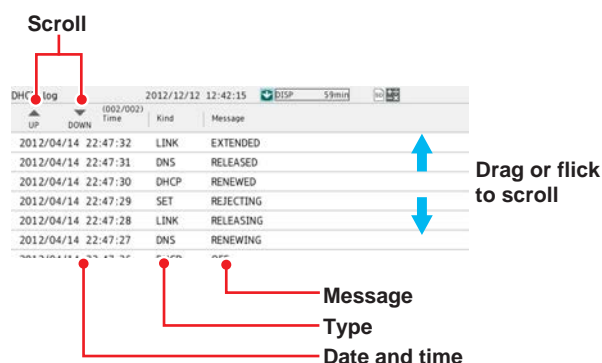 Scroll
DHCP log 2012/12/12 12:42:15 DISP 59min
UP DOWN (002/002) Time Kind Message
2012/04/14 22:47:32 LINK EXTENDED
2012/04/14 22:47:31 DNS RELEASED
2012/04/14 22:47:30 DHCP RENEWED
2012/04/14 22:47:29 SET REJECTING
2012/04/14 22:47:28 LINK RELEASING
2012/04/14 22:47:27 DNS RENEWING
Drag or flick
to scroll
Message
Type
Date and time